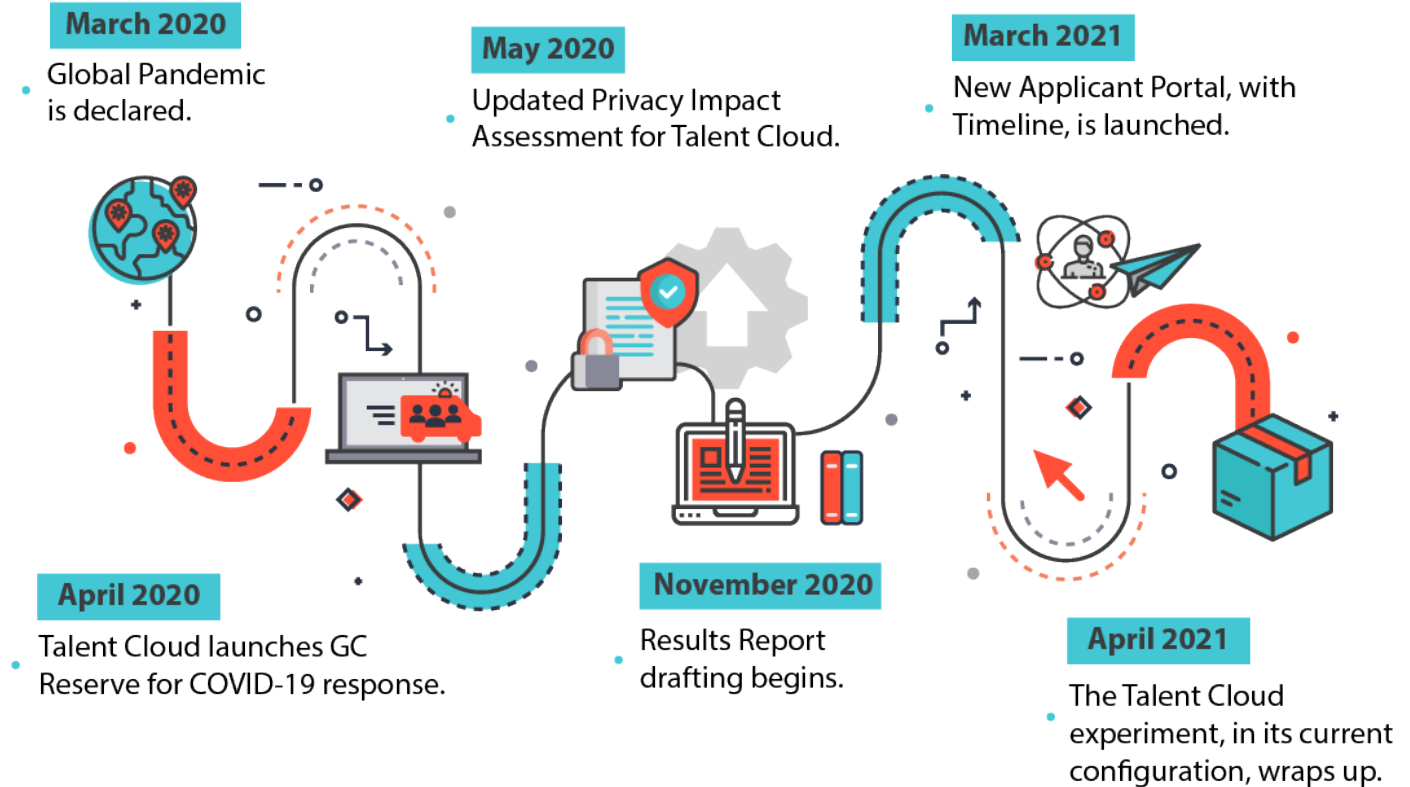 March 2020
Global Pandemic
is declared.
April 2020
Talent Cloud launches GC
Reserve for COVID-19 response.
May 2020
Updated Privacy Impact
Assessment for Talent Cloud.
November 2020
Results Report
drafting begins.
March 2021
New Applicant Portal, with
Timeline, is launched.
April 2021
The Talent Cloud
experiment, in its current
configuration, wraps up.